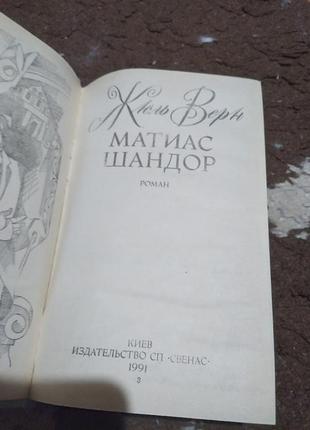 Жюль Верн
МАТИАС
ШАНДОР
РОМАН
КИЕВ
ИЗДАТЕЛЬСТВО СП «СВЕНАС»
1991
3